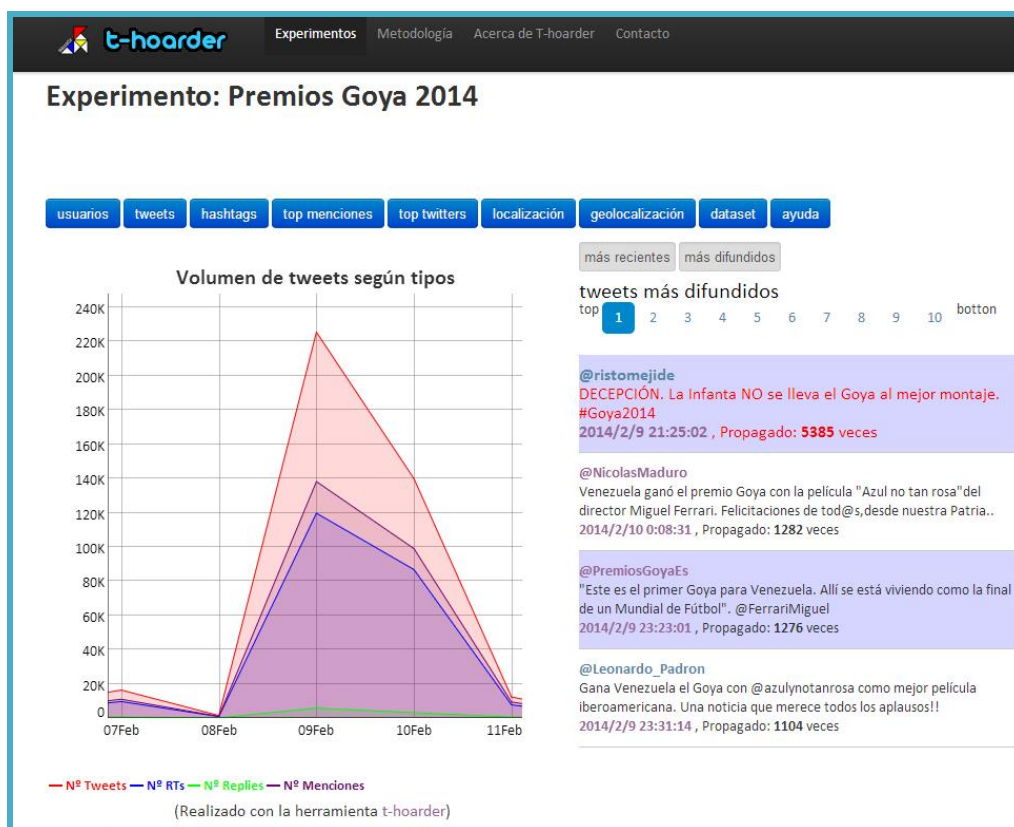 t-hoarder
Experimentos Metodología Acerca de T-hoarder Contacto
Experimento: Premios Goya 2014
usuarios tweets hashtags top menciones top twitters localización geolocalización dataset ayuda
Volumen de tweets según tipos
240K
220K
200K
180K
160K
140K
120K
100K
80K
60K
40K
20K
0
07Feb 08Feb 09Feb 10Feb 11Feb
Nº Tweets Nº RTs Nº Replies Nº Menciones
(Realizado con la herramienta t-hoarder)
más recientes más difundidos
tweets más difundidos
top 1 2 3 4 5 6 7 8 9 10 botton
@ristomejide
DECEPCIÓN. La Infanta NO se lleva el Goya al mejor montaje.
#Goya2014
2014/2/9 21:25:02 , Propagado: 5385 veces
@NicolasMaduro
Venezuela ganó el premio Goya con la película "Azul no tan rosa"del
director Miguel Ferrari. Felicitaciones de tod@s,desde nuestra Patria..
2014/2/10 0:08:31 , Propagado: 1282 veces
@PremiosGoyaEs
"Este es el primer Goya para Venezuela. Allí se está viviendo como la final
de un Mundial de Fútbol". @FerrariMiguel
2014/2/9 23:23:01 , Propagado: 1276 veces
@Leonardo_Padron
Gana Venezuela el Goya con @azulynotanrosa como mejor película
iberoamericana. Una noticia que merece todos los aplausos!!
2014/2/9 23:31:14 , Propagado: 1104 veces